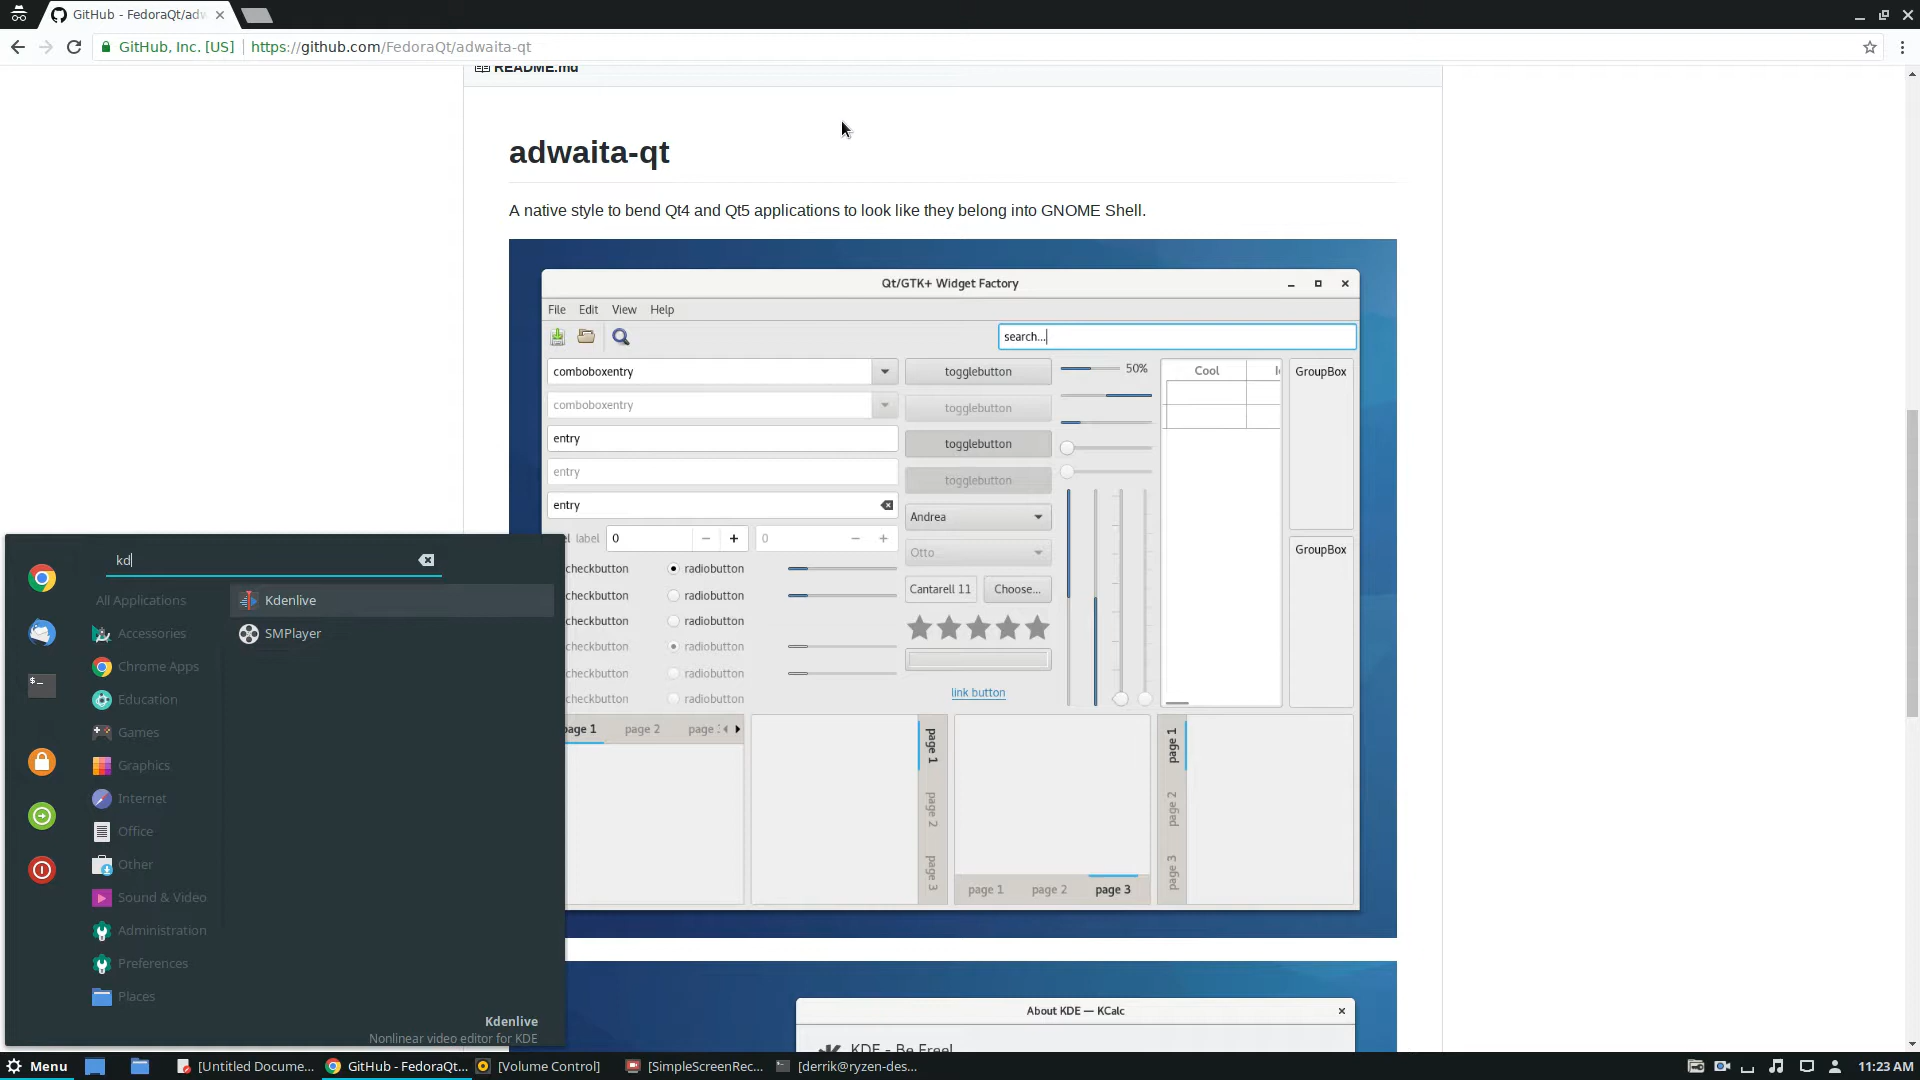 GitHub - FedoraQt/adw
GitHub, Inc. [US]
https://github.com/FedoraQt/adwaita-qt
README.md
adwaita-qt
A native style to bend Qt4 and Qt5 applications to look like they belong into GNOME Shell.
Qt/GTK+ Widget Factory
File Edit View Help
search...
comboboxentry
comboboxentry
entry
entry
entry
label
0
0
checkbutton
checkbutton
checkbutton
checkbutton
checkbutton
checkbutton
radiobutton
radiobutton
radiobutton
radiobutton
radiobutton
radiobutton
togglebutton
togglebutton
togglebutton
togglebutton
Andrea
Otto
Cantarell 11
Choose...
link button
50%
Cool
GroupBox
GroupBox
page 1 page 2 page
page 1
page 2
page 3
page 1 page 2 page 3
page 1
page 2
page 3
About KDE — KCalc
KDE - Be Free!
kd
All Applications
Accessories
Chrome Apps
Education
Games
Graphics
Internet
Office
Other
Sound & Video
Administration
Preferences
Places
Kdenlive
SMPlayer
Kdenlive
Nonlinear video editor for KDE
Menu
[Untitled Docume...
GitHub - FedoraQt...
[Volume Control]
[SimpleScreenRec...
[derrik@ryzen-des...
11:23 AM